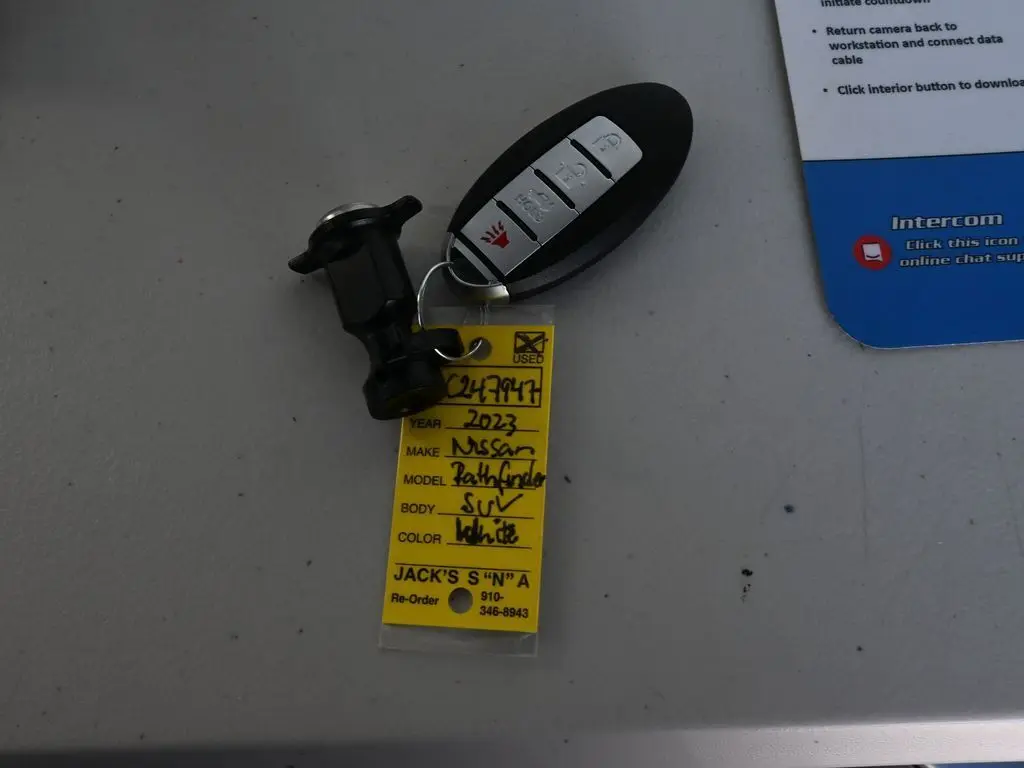 initiate countdown
• Return camera back to
workstation and connect data
cable
• Click interior button to downloa
Intercom
Click this icon
online chat sup
HOLD
USED
C247947
YEAR 2023
MAKE Nissan
MODEL Pathfinder
BODY SUV
COLOR White
JACK'S S "N" A
Re-Order 910-
346-8943